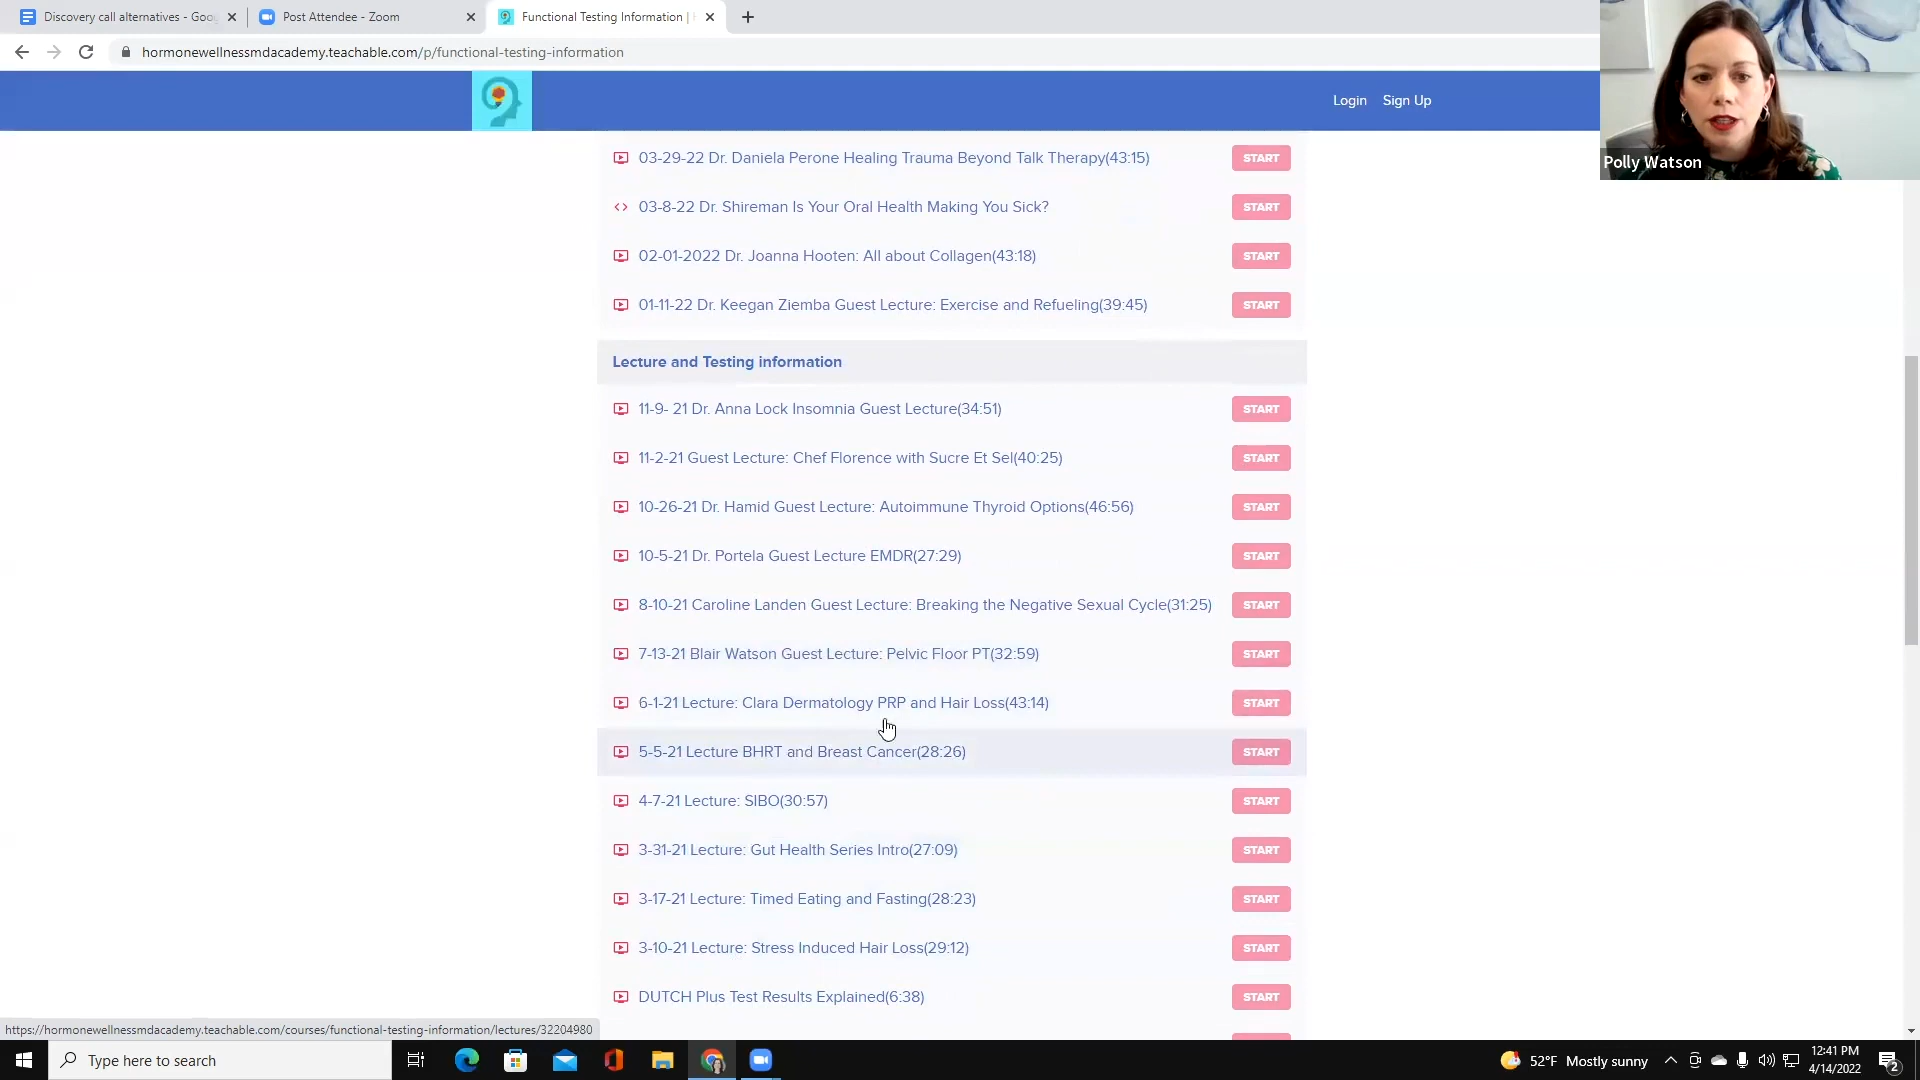 Discovery call alternatives - Goo
Post Attendee - Zoom
Functional Testing Information |
hormonewellnessmdacademy.teachable.com/p/functional-testing-information
Login
Sign Up
Polly Watson
03-29-22 Dr. Daniela Perone Healing Trauma Beyond Talk Therapy(43:15)
START
03-8-22 Dr. Shireman Is Your Oral Health Making You Sick?
START
02-01-2022 Dr. Joanna Hooten: All about Collagen(43:18)
START
01-11-22 Dr. Keegan Ziemba Guest Lecture: Exercise and Refueling(39:45)
START
Lecture and Testing information
11-9- 21 Dr. Anna Lock Insomnia Guest Lecture(34:51)
START
11-2-21 Guest Lecture: Chef Florence with Sucre Et Sel(40:25)
START
10-26-21 Dr. Hamid Guest Lecture: Autoimmune Thyroid Options(46:56)
START
10-5-21 Dr. Portela Guest Lecture EMDR(27:29)
START
8-10-21 Caroline Landen Guest Lecture: Breaking the Negative Sexual Cycle(31:25)
START
7-13-21 Blair Watson Guest Lecture: Pelvic Floor PT(32:59)
START
6-1-21 Lecture: Clara Dermatology PRP and Hair Loss(43:14)
START
5-5-21 Lecture BHRT and Breast Cancer(28:26)
START
4-7-21 Lecture: SIBO(30:57)
START
3-31-21 Lecture: Gut Health Series Intro(27:09)
START
3-17-21 Lecture: Timed Eating and Fasting(28:23)
START
3-10-21 Lecture: Stress Induced Hair Loss(29:12)
START
DUTCH Plus Test Results Explained(6:38)
START
https://hormonewellnessmdacademy.teachable.com/courses/functional-testing-information/lectures/32204980
Type here to search
52°F Mostly sunny
12:41 PM
4/14/2022
2